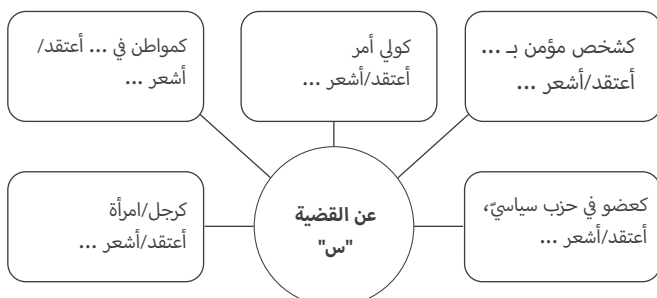 كشخص مؤمن بـ ...
أعتقد/أشعر ...
كولي أمر
أعتقد/أشعر ...
كمواطن في ... أعتقد/
أشعر ...
عن القضية
"س"
كعضو في حزب سياسيّ،
أعتقد/أشعر ...
كرجل/امرأة
أعتقد/أشعر ...